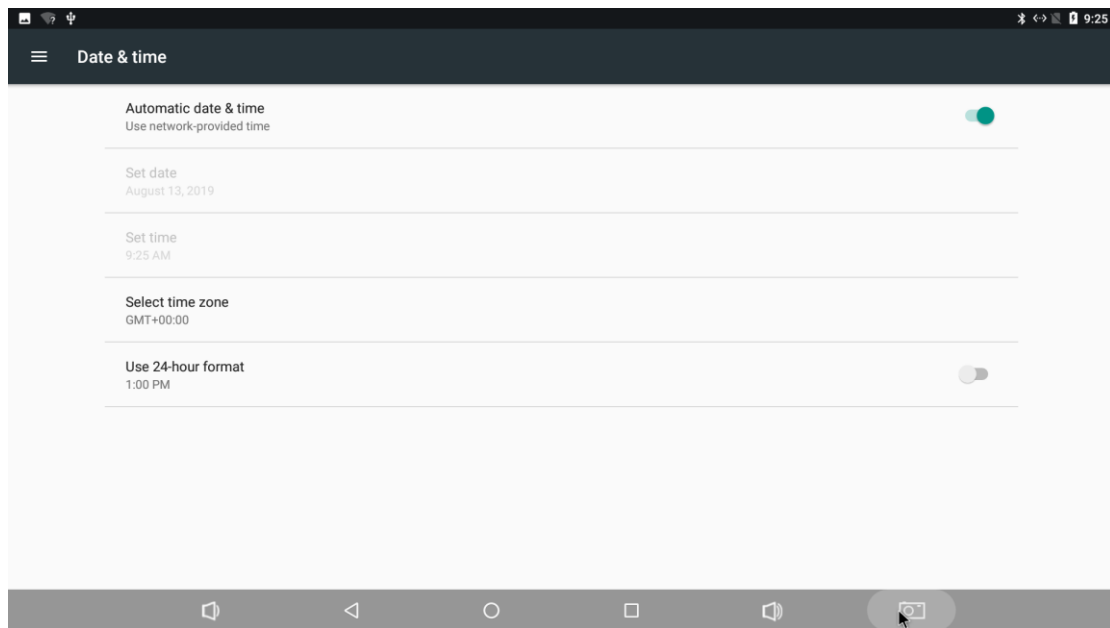 9:25
Date & time
Automatic date & time
Use network-provided time
Set date
August 13, 2019
Set time
9:25 AM
Select time zone
GMT+00:00
Use 24-hour format
1:00 PM